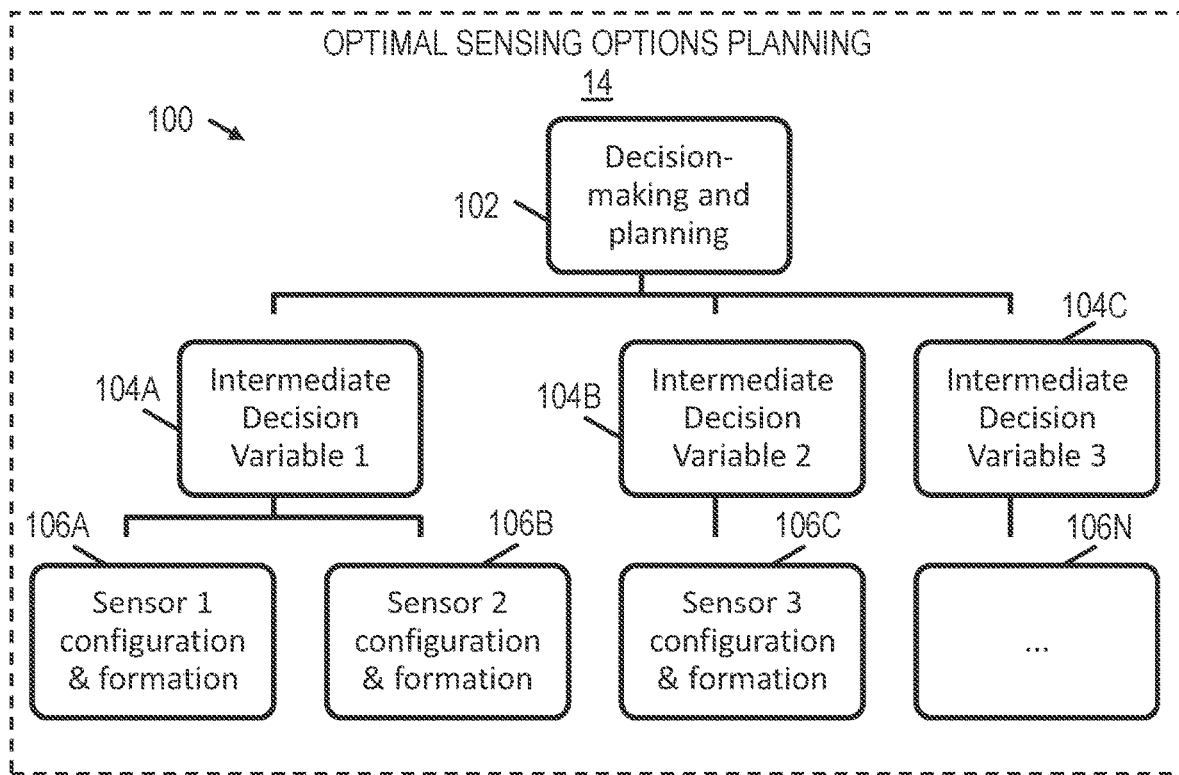 OPTIMAL SENSING OPTIONS PLANNING
14
100
Decision-
making and
planning
102
104C
104A
Intermediate
Decision
Variable 1
104B
Intermediate
Decision
Variable 2
Intermediate
Decision
Variable 3
106A
106B
106C
106N
Sensor 1
configuration
& formation
Sensor 2
configuration
& formation
Sensor 3
configuration
& formation
...